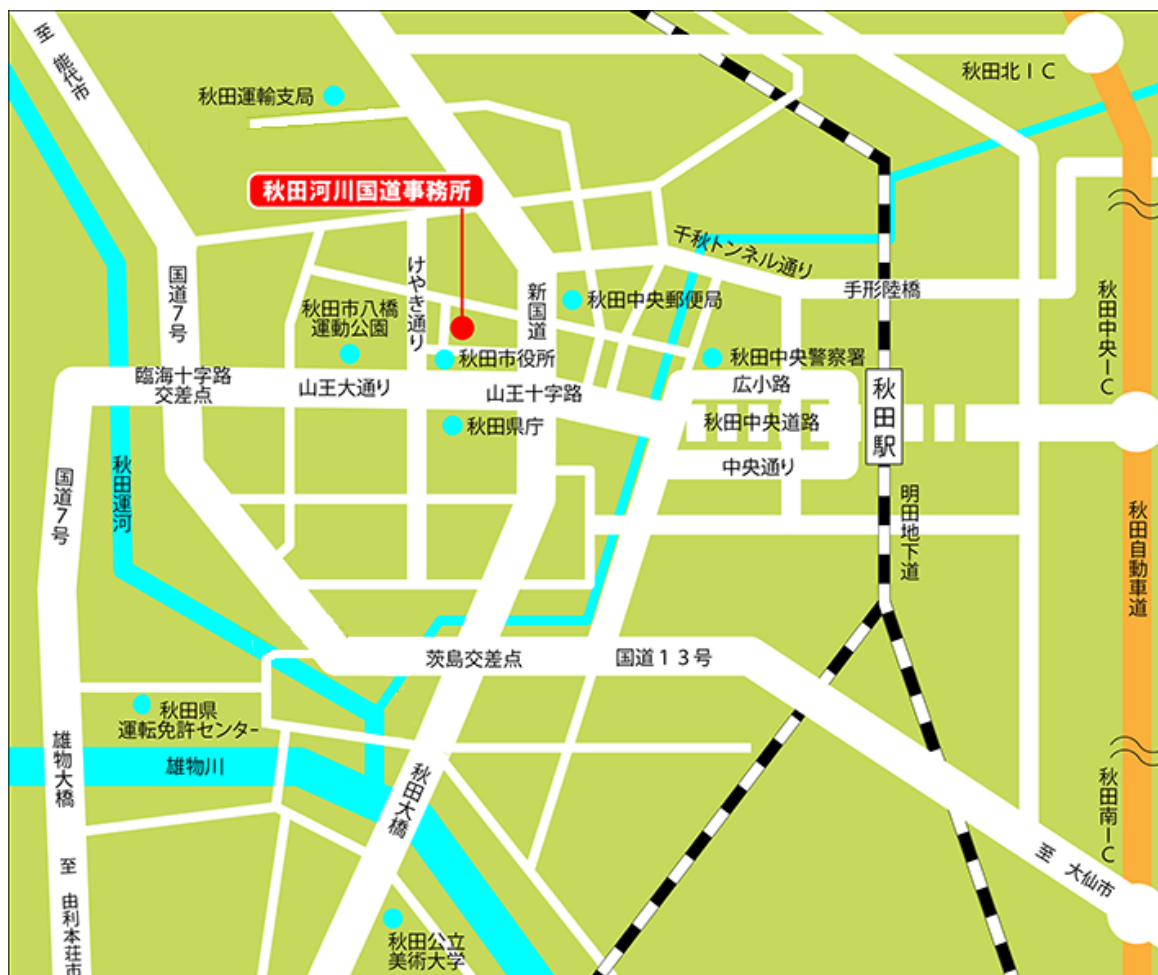 至 能代市
秋田北ＩＣ
秋田運輸支局
秋田河川国道事務所
千秋トンネル通り
国道７号
けやき通り
新国道
手形陸橋
秋田中央ＩＣ
秋田市八橋
運動公園
秋田中央郵便局
秋田市役所
秋田中央警察署
臨海十字路
交差点
山王大通り
山王十字路
広小路
秋田駅
秋田県庁
秋田中央道路
中央通り
国道７号
秋田運河
明田地下道
秋田自動車道
茨島交差点
国道１３号
秋田県
運転免許センター
雄物大橋
雄物川
秋田大橋
秋田南ＩＣ
至 大仙市
至 由利本荘市
秋田公立
美術大学